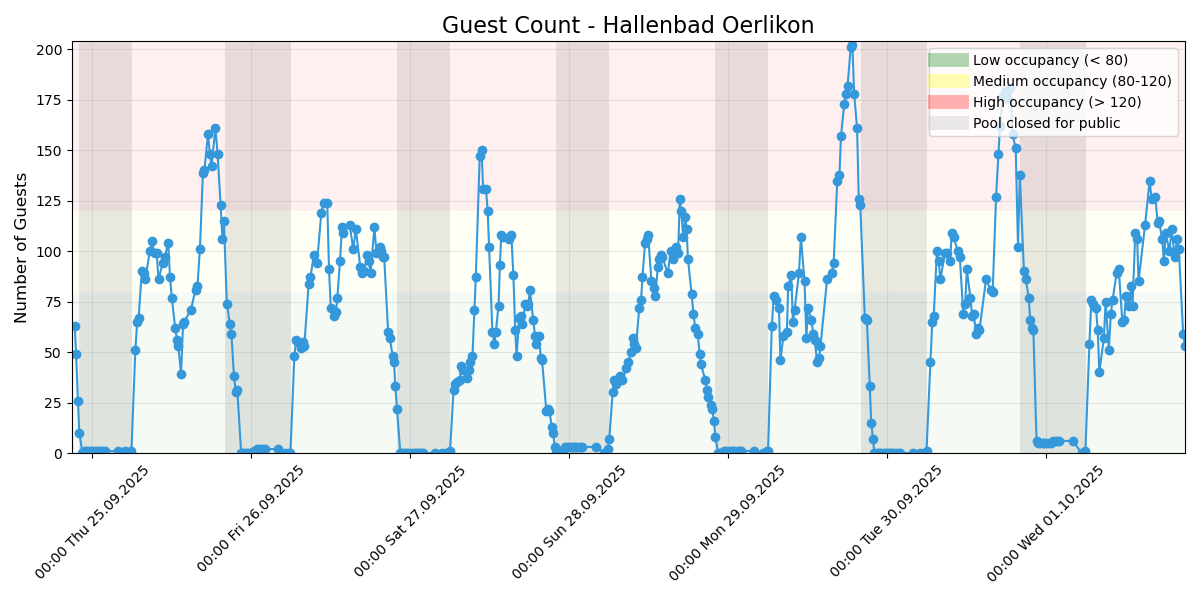 Guest Count - Hallenbad Oerlikon
Number of Guests
200
175
150
125
100
75
50
25
0
Low occupancy (< 80)
Medium occupancy (80-120)
High occupancy (> 120)
Pool closed for public
00:00 Thu 25.09.2025
00:00 Fri 26.09.2025
00:00 Sat 27.09.2025
00:00 Sun 28.09.2025
00:00 Mon 29.09.2025
00:00 Tue 30.09.2025
00:00 Wed 01.10.2025